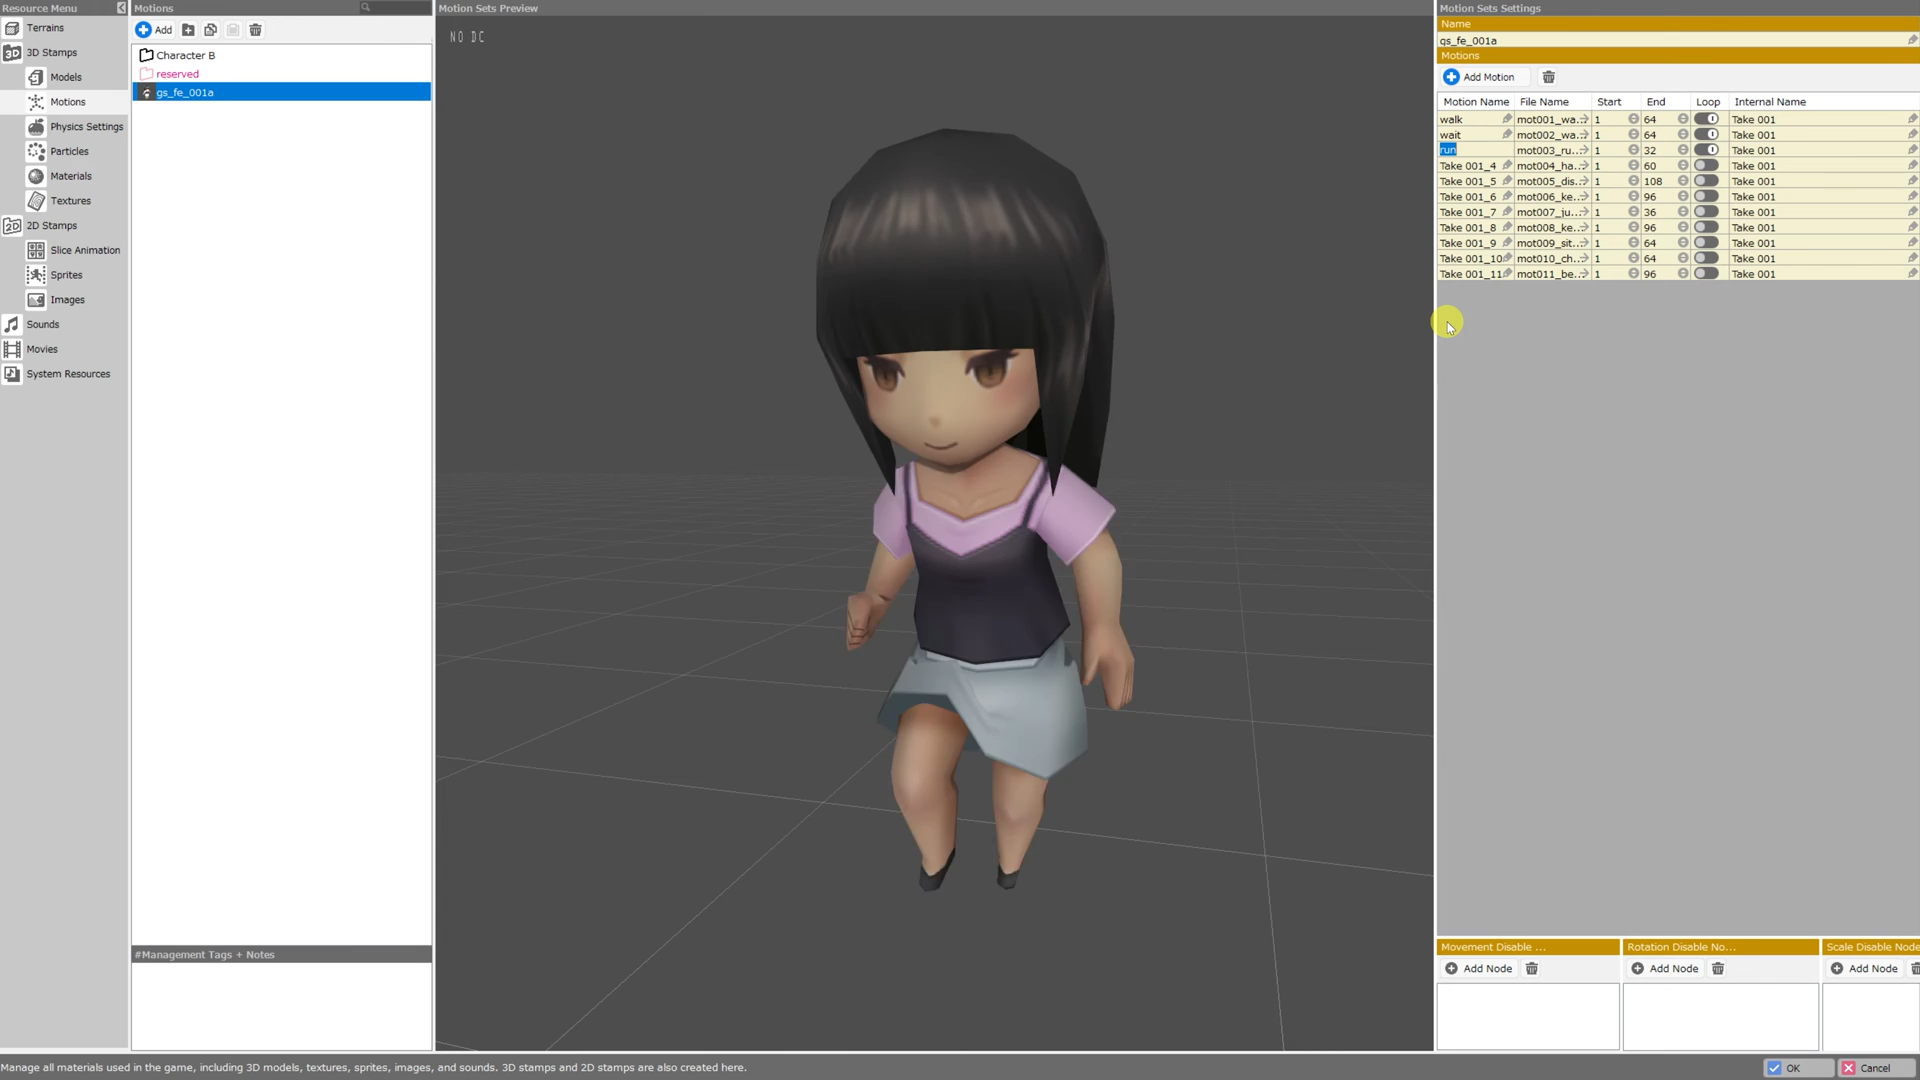 Resource Menu
Terrains
3D Stamps
Models
Motions
Physics Settings
Particles
Materials
Textures
2D Stamps
Slice Animation
Sprites
Images
Sounds
Movies
System Resources
Motions
Add
Character B
reserved
gs_fe_001a
#Management Tags + Notes
Motion Sets Preview
NO DC
Motion Sets Settings
Name
gs_fe_001a
Motions
Add Motion
Motion Name File Name Start End Loop Internal Name
walk mot001_wa... 1 64 Take 001
wait mot002_wa... 1 64 Take 001
run mot003_ru... 1 32 Take 001
Take 001_4 mot004_ha... 1 60 Take 001
Take 001_5 mot005_dis... 1 108 Take 001
Take 001_6 mot006_ke... 1 96 Take 001
Take 001_7 mot007_ju... 1 36 Take 001
Take 001_8 mot008_ke... 1 96 Take 001
Take 001_9 mot009_sit... 1 64 Take 001
Take 001_10 mot010_ch... 1 64 Take 001
Take 001_11 mot011_be... 1 96 Take 001
Movement Disable ... Rotation Disable No... Scale Disable Node
Add Node Add Node Add Node
Manage all materials used in the game, including 3D models, textures, sprites, images, and sounds. 3D stamps and 2D stamps are also created here.
OK Cancel